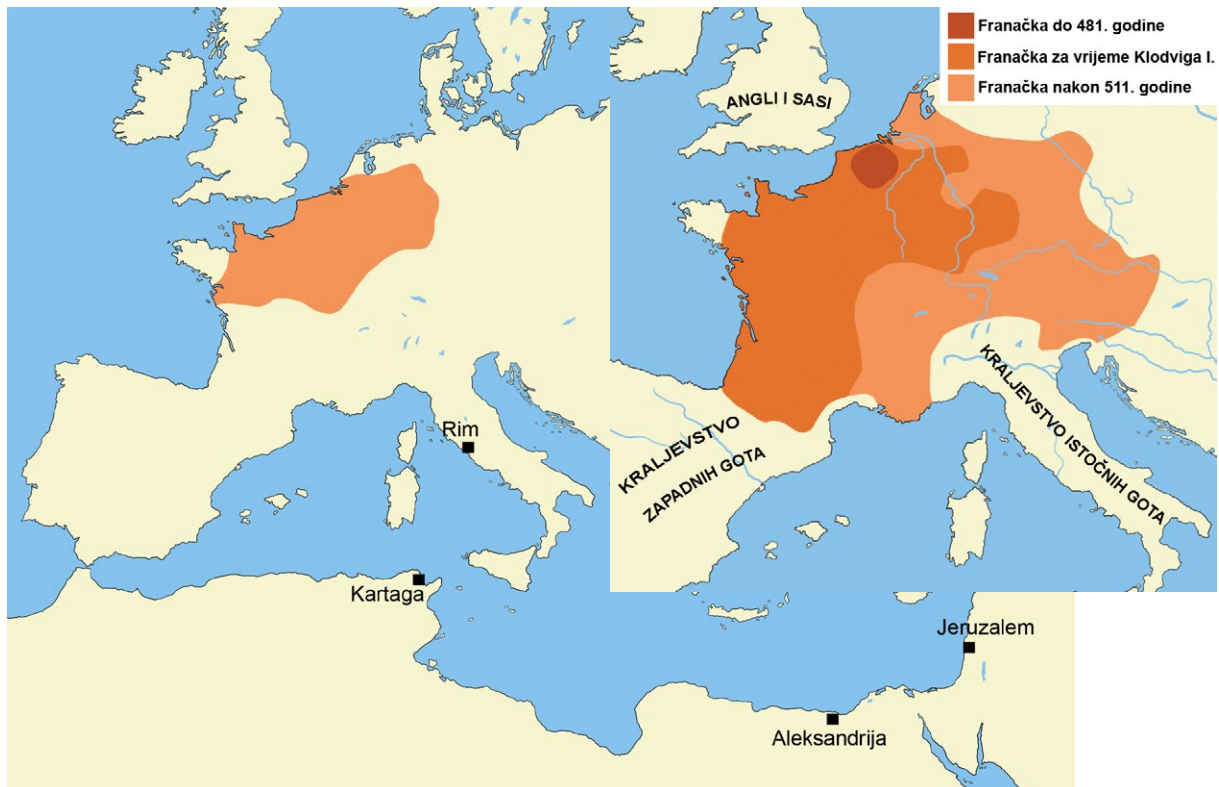 Franačka do 481. godine
Franačka za vrijeme Klodviga I.
Franačka nakon 511. godine
ANGLI I SASI
KRALJEVSTVO
ZAPADNIH GOTA
KRALJEVSTVO ISTOČNIH GOTA
Rim
Kartaga
Jeruzalem
Aleksandrija